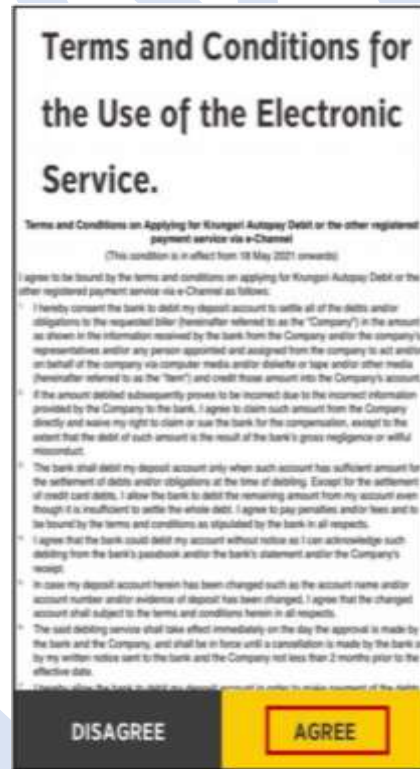 Terms and Conditions for
the Use of the Electronic
Service.
Terms and Conditions on Applying for Krungsri Autopay Debit or the other registered
payment service via e-Channel
(This condition is in effect from 18 May 2021 onwards)
I agree to be bound by the terms and conditions on applying for Krungsri Autopay Debit or the
other registered payment service via e-Channel as follows:
I hereby consent the bank to debit my deposit account to settle all of the debts and/or
obligations to the requested biller (hereinafter referred to as the "Company") in the amount
as shown in the information received by the bank from the Company and/or the company's
representatives and/or any person appointed and assigned from the company to act and/or
on behalf of the company via computer media and/or diskette or tape and/or other media
(hereinafter referred to as the "Item") and credit those amount into the Company's account
If the amount debited subsequently proves to be incorrect due to the incorrect information
provided by the Company to the bank, I agree to claim such amount from the Company
directly and waive my right to claim or sue the bank for the compensation, except to the
extent that the debt of such amount is the result of the bank's gross negligence or willful
misconduct.
The bank shall debit my deposit account only when such account has sufficient amount for
the settlement of debts and/or obligations at the time of debiting. Except for the settlement
of credit card debts, I allow the bank to debit the remaining amount from my account even
though it is insufficient to settle the whole debt. I agree to pay penalties and/or fees and to
be bound by the terms and conditions as stipulated by the bank in all respects.
I agree that the bank could debit my account without notice as I can acknowledge such
debiting from the bank's passbook and/or the bank's statement and/or the Company's
receipt.
In case my deposit account herein has been changed such as the account name and/or
account number and/or evidence of deposit has been changed, I agree that the changed
account shall subject to the terms and conditions herein in all respects.
The said debiting service shall take effect immediately on the day the approval is made by
the bank and the Company, and shall be in force until a cancellation is made by the bank o
by my written notice sent to the bank and the Company not less than 2 months prior to the
effective date.
DISAGREE
AGREE